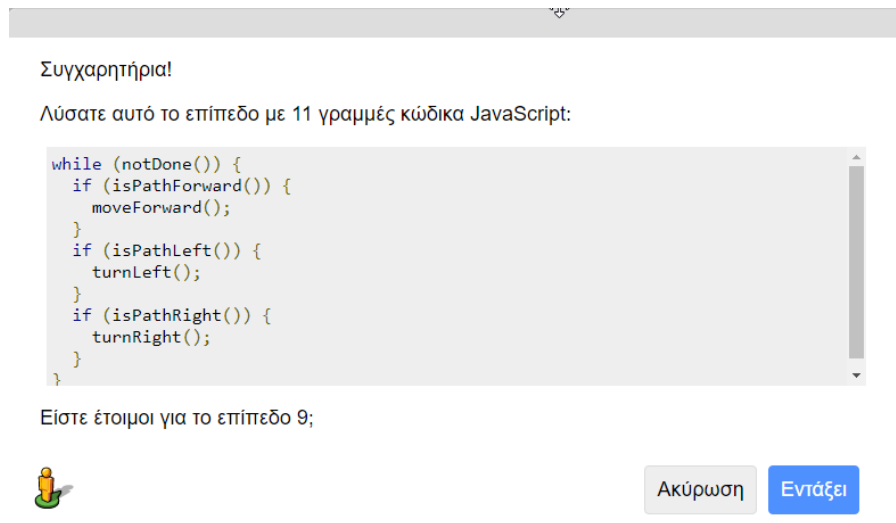 Συγχαρητήρια!
Λύσατε αυτό το επίπεδο με 11 γραμμές κώδικα JavaScript:
while (notDone()) {
  if (isPathForward()) {
    moveForward();
  }
  if (isPathLeft()) {
    turnLeft();
  }
  if (isPathRight()) {
    turnRight();
  }
}
Είστε έτοιμοι για το επίπεδο 9;
Ακύρωση
Εντάξει